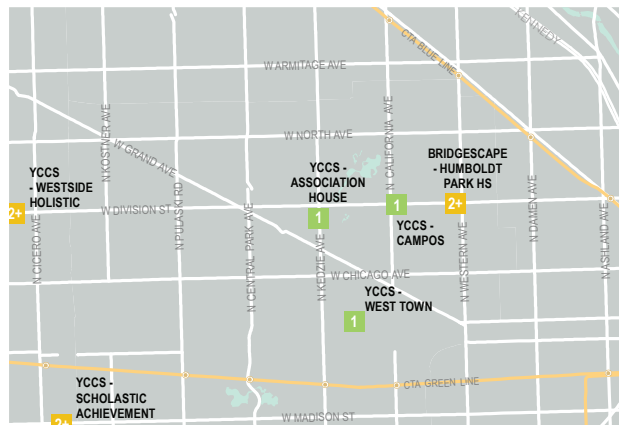 KENNEDY
CTA BLUE LINE
W ARMITAGE AVE
N KOSTNER AVE
N CALIFORNIA AVE
W NORTH AVE
W GRAND AVE
YCCS
- WESTSIDE
HOLISTIC
YCCS -
ASSOCIATION
HOUSE
BRIDGESCAPE
- HUMBOLDT
PARK HS
2+
W DIVISION ST
1
1
2+
YCCS -
CAMPOS
N CICERO AVE
N PULASKI RD
N CENTRAL PARK AVE
N KEDZIE AVE
N WESTERN AVE
N DAMEN AVE
N ASHLAND AVE
W CHICAGO AVE
YCCS -
WEST TOWN
1
CTA GREEN LINE
YCCS -
SCHOLASTIC
ACHIEVEMENT
W MADISON ST
2+